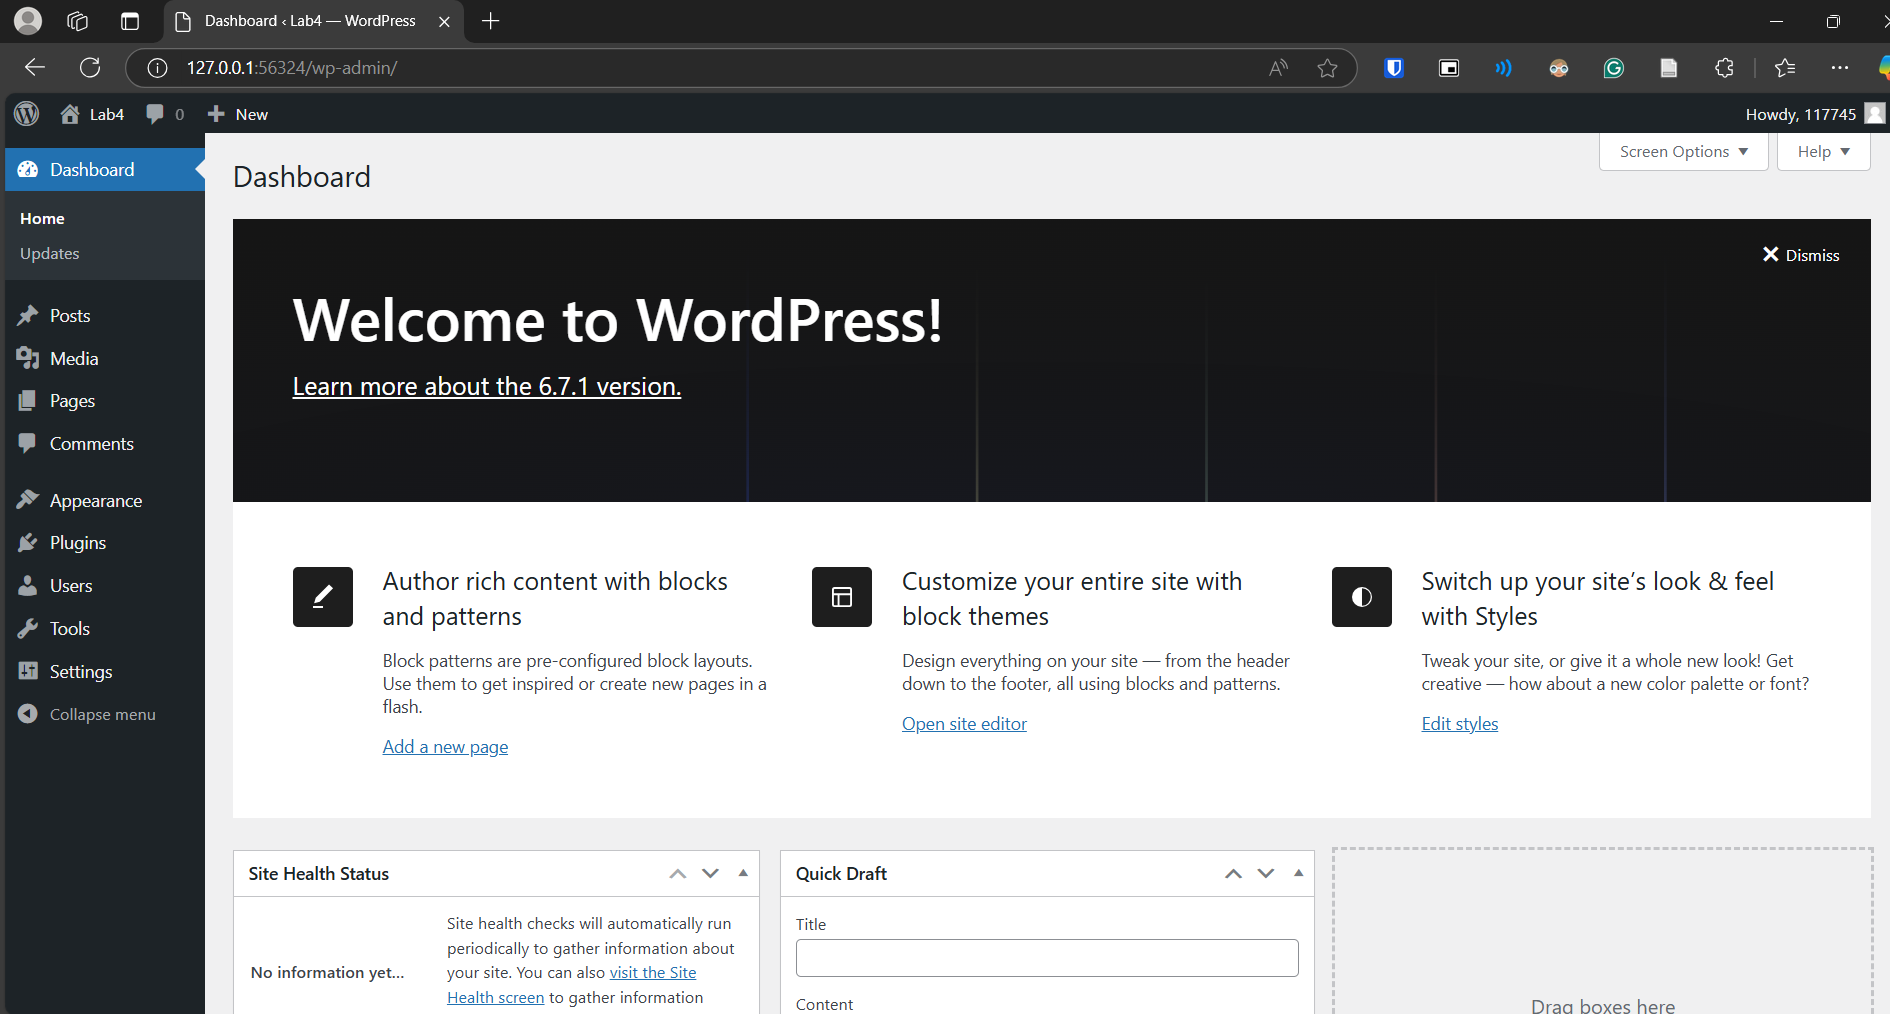 Dashboard ‹ Lab4 — WordPress
127.0.0.1:56324/wp-admin/
Lab4 0 New
Howdy, 117745
Dashboard
Home
Updates
Posts
Media
Pages
Comments
Appearance
Plugins
Users
Tools
Settings
Collapse menu
Screen Options
Help
Dashboard
Dismiss
Welcome to WordPress!
Learn more about the 6.7.1 version.
Author rich content with blocks
and patterns
Block patterns are pre-configured block layouts.
Use them to get inspired or create new pages in a
flash.
Add a new page
Customize your entire site with
block themes
Design everything on your site — from the header
down to the footer, all using blocks and patterns.
Open site editor
Switch up your site’s look & feel
with Styles
Tweak your site, or give it a whole new look! Get
creative — how about a new color palette or font?
Edit styles
Site Health Status
No information yet...
Site health checks will automatically run
periodically to gather information about
your site. You can also visit the Site
Health screen to gather information
Quick Draft
Title
Content
Drag boxes here